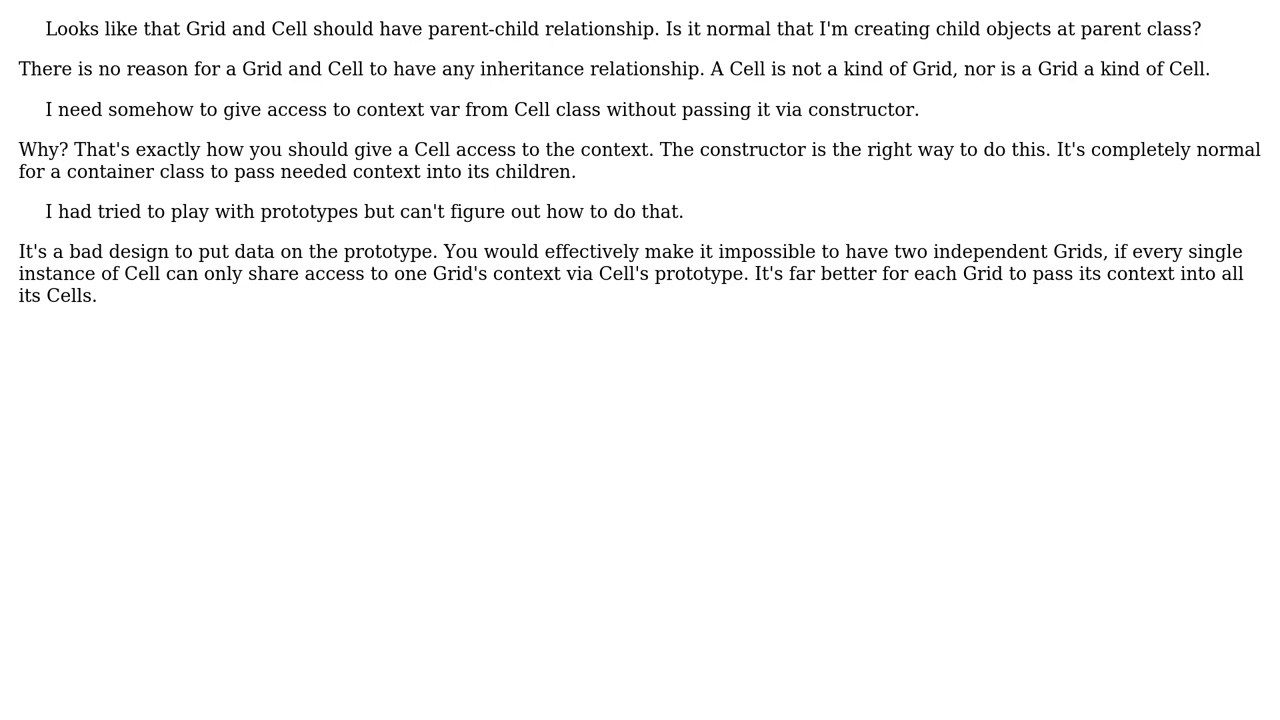 Looks like that Grid and Cell should have parent-child relationship. Is it normal that I'm creating child objects at parent class?
There is no reason for a Grid and Cell to have any inheritance relationship. A Cell is not a kind of Grid, nor is a Grid a kind of Cell.
I need somehow to give access to context var from Cell class without passing it via constructor.
Why? That's exactly how you should give a Cell access to the context. The constructor is the right way to do this. It's completely normal
for a container class to pass needed context into its children.
I had tried to play with prototypes but can't figure out how to do that.
It's a bad design to put data on the prototype. You would effectively make it impossible to have two independent Grids, if every single
instance of Cell can only share access to one Grid's context via Cell's prototype. It's far better for each Grid to pass its context into all
its Cells.